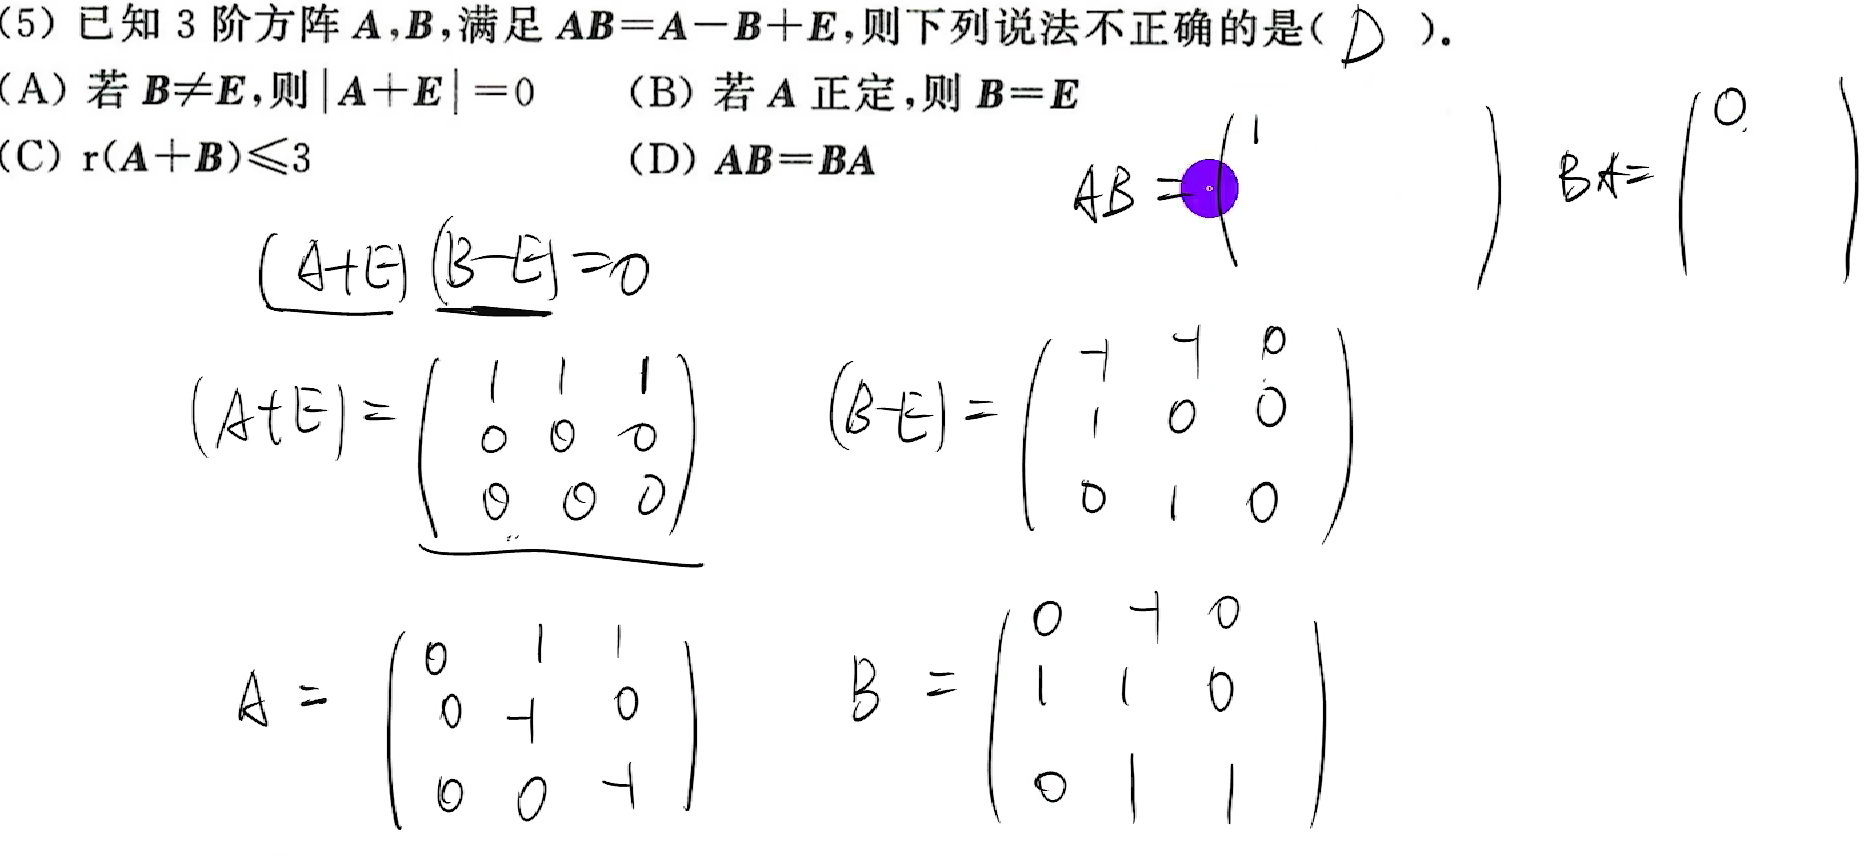 (5) 已知 3 阶方阵 A,B,满足 AB=A-B+E,则下列说法不正确的是( D ).
(A) 若 B≠E,则|A+E|=0 (B) 若 A 正定,则 B=E
(C) r(A+B)≤3 (D) AB=BA
AB = ( 1 ) BA = ( 0 )
(A+E)(B-E)=0
(A+E) = ( 1 1 1
0 0 0
0 0 0 )
(B-E) = ( -1 -1 0
1 0 0
0 1 0 )
A = ( 0 1 1
0 -1 0
0 0 -1 )
B = ( 0 -1 0
1 1 0
0 1 1 )